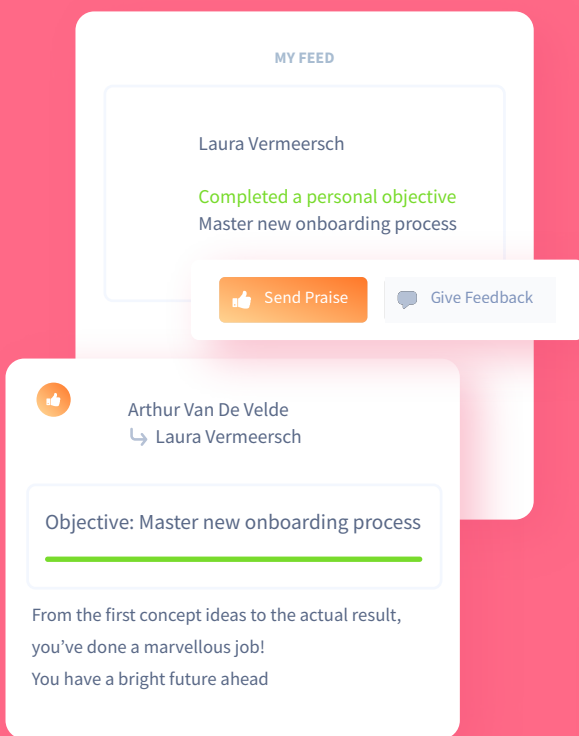 MY FEED
Laura Vermeersch
Completed a personal objective
Master new onboarding process
Send Praise
Give Feedback
Arthur Van De Velde
Laura Vermeersch
Objective: Master new onboarding process
From the first concept ideas to the actual result,
you’ve done a marvellous job!
You have a bright future ahead